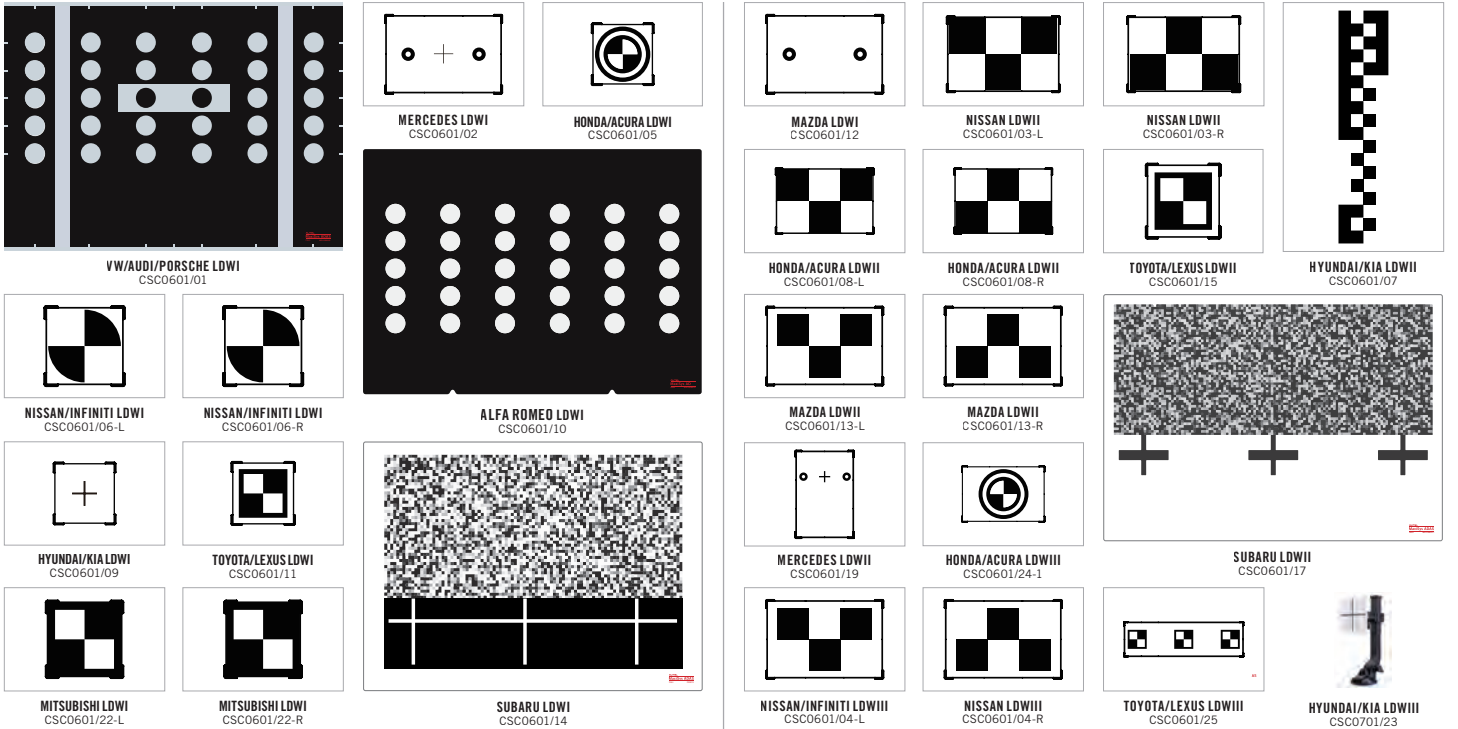 VW/AUDI/PORSCHE LDWI
CSC0601/01
MERCEDES LDWI
CSC0601/02
HONDA/ACURA LDWI
CSC0601/05
NISSAN/INFINITI LDWI
CSC0601/06-L
NISSAN/INFINITI LDWI
CSC0601/06-R
ALFA ROMEO LDWI
CSC0601/10
HYUNDAI/KIA LDWI
CSC0601/09
TOYOTA/LEXUS LDWI
CSC0601/11
MITSUBISHI LDWI
CSC0601/22-L
MITSUBISHI LDWI
CSC0601/22-R
SUBARU LDWI
CSC0601/14
MAZDA LDWI
CSC0601/12
NISSAN LDWII
CSC0601/03-L
NISSAN LDWII
CSC0601/03-R
HONDA/ACURA LDWII
CSC0601/08-L
HONDA/ACURA LDWII
CSC0601/08-R
TOYOTA/LEXUS LDWII
CSC0601/15
HYUNDAI/KIA LDWII
CSC0601/07
MAZDA LDWII
CSC0601/13-L
MAZDA LDWII
CSC0601/13-R
MERCEDES LDWII
CSC0601/19
HONDA/ACURA LDWIII
CSC0601/24-1
SUBARU LDWII
CSC0601/17
NISSAN/INFINITI LDWIII
CSC0601/04-L
NISSAN LDWIII
CSC0601/04-R
TOYOTA/LEXUS LDWIII
CSC0601/25
HYUNDAI/KIA LDWIII
CSC0701/23